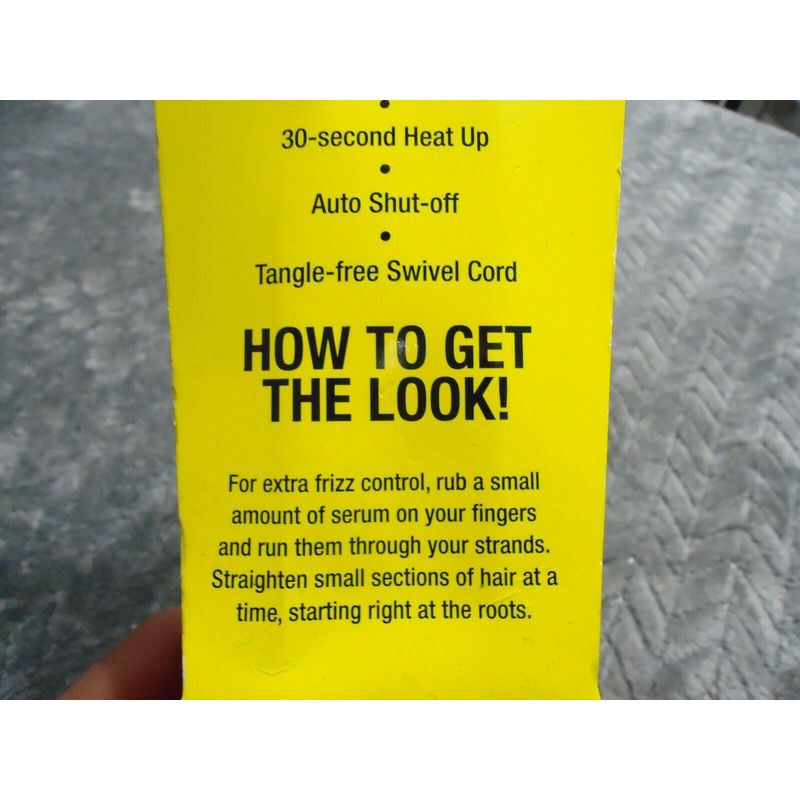 •
30-second Heat Up
•
Auto Shut-off
•
Tangle-free Swivel Cord
HOW TO GET
THE LOOK!
For extra frizz control, rub a small
amount of serum on your fingers
and run them through your strands.
Straighten small sections of hair at a
time, starting right at the roots.